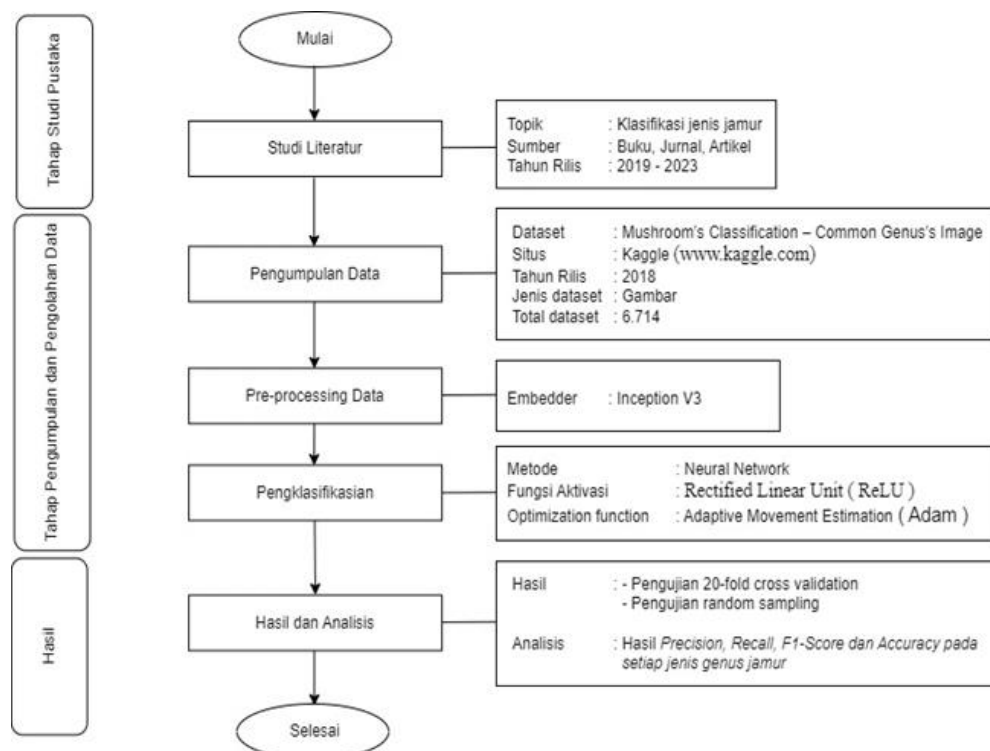 Tahap Studi Pustaka
Mulai
Studi Literatur
Topik : Klasifikasi jenis jamur
Sumber : Buku, Jurnal, Artikel
Tahun Rilis : 2019 - 2023
Tahap Pengumpulan dan Pengolahan Data
Pengumpulan Data
Dataset : Mushroom's Classification – Common Genus's Image
Situs : Kaggle (www.kaggle.com)
Tahun Rilis : 2018
Jenis dataset : Gambar
Total dataset : 6.714
Pre-processing Data
Embedder : Inception V3
Pengklasifikasian
Metode : Neural Network
Fungsi Aktivasi : Rectified Linear Unit ( ReLU )
Optimization function : Adaptive Movement Estimation ( Adam )
Hasil
Hasil dan Analisis
Hasil : - Pengujian 20-fold cross validation
- Pengujian random sampling
Analisis : Hasil Precision, Recall, F1-Score dan Accuracy pada
setiap jenis genus jamur
Selesai